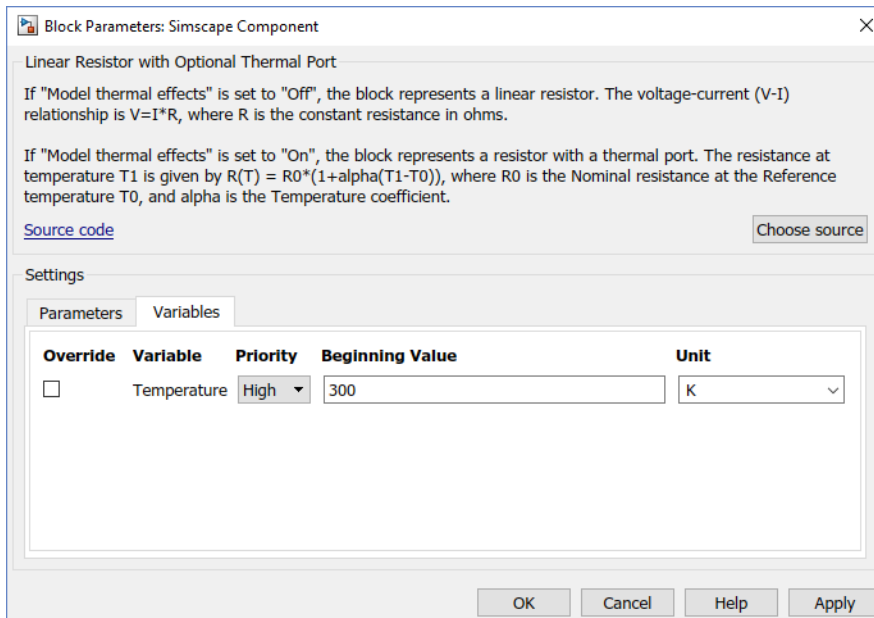 Block Parameters: Simscape Component
Linear Resistor with Optional Thermal Port
If "Model thermal effects" is set to "Off", the block represents a linear resistor. The voltage-current (V-I)
relationship is V=I*R, where R is the constant resistance in ohms.
If "Model thermal effects" is set to "On", the block represents a resistor with a thermal port. The resistance at
temperature T1 is given by R(T) = R0*(1+alpha(T1-T0)), where R0 is the Nominal resistance at the Reference
temperature T0, and alpha is the Temperature coefficient.
Source code Choose source
Settings
Parameters Variables
Override Variable Priority Beginning Value Unit
Temperature High 300 K
OK Cancel Help Apply